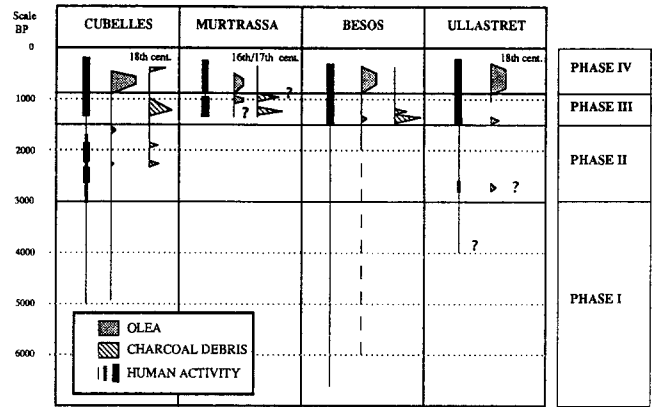 Scale
BP
CUBELLES MURTRASSA BESOS ULLASTRET
0
18th cent. 16th/17th cent. 18th cent.
PHASE IV
?
1000
PHASE III
?
2000
PHASE II
?
3000
4000
?
5000
PHASE I
OLEA
CHARCOAL DEBRIS
6000
HUMAN ACTIVITY